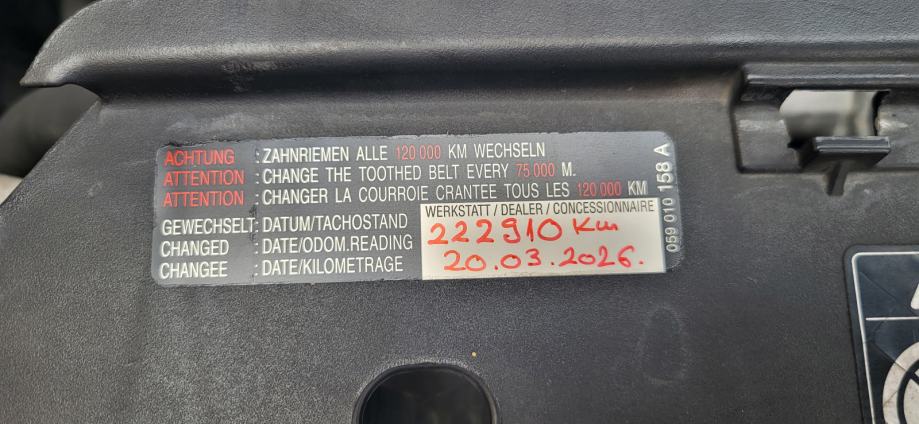 ACHTUNG : ZAHNRIEMEN ALLE 120 000 KM WECHSELN
ATTENTION : CHANGE THE TOOTHED BELT EVERY 75 000 M.
ATTENTION : CHANGER LA COURROIE CRANTEE TOUS LES 120 000 KM
WERKSTATT / DEALER / CONCESSIONNAIRE
GEWECHSELT: DATUM/TACHOSTAND
CHANGED : DATE/ODOM.READING
CHANGEE : DATE/KILOMETRAGE
222910 Km
20.03.2026.
059 010 158 A